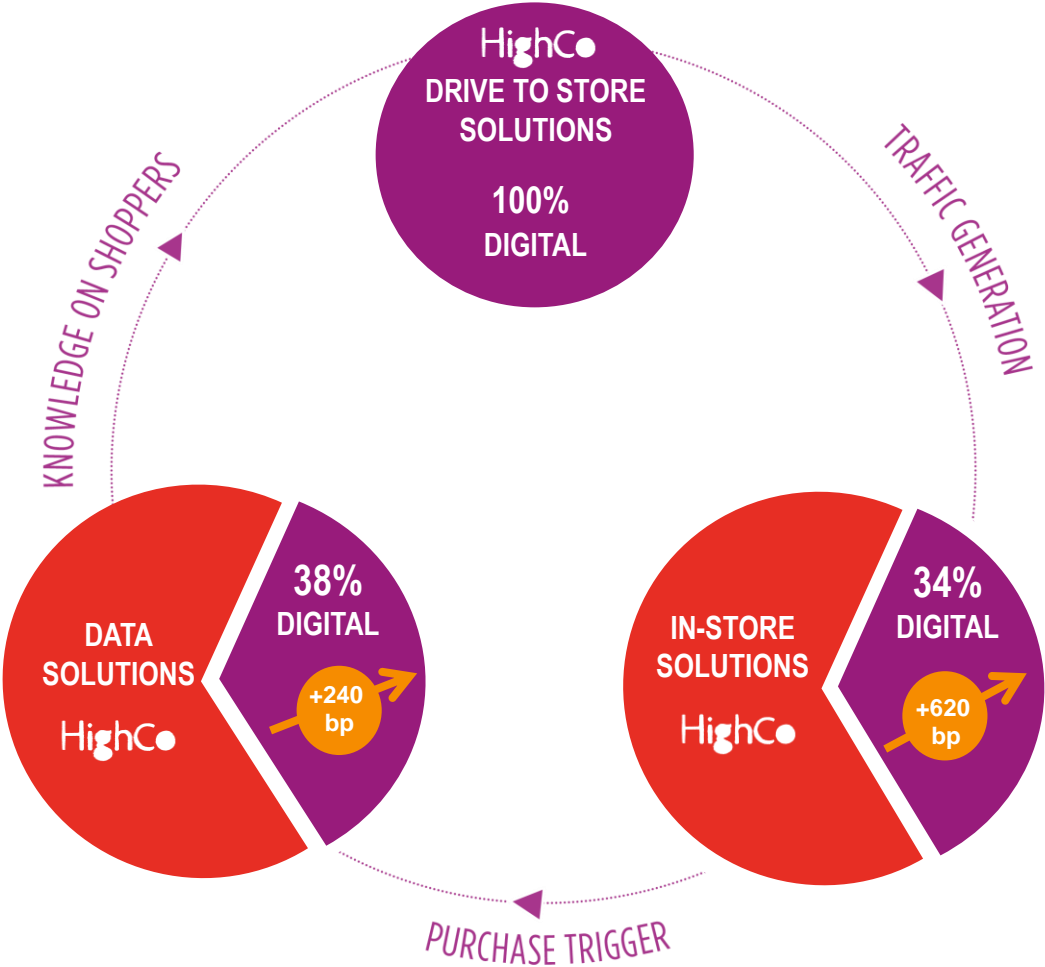 HighCo
DRIVE TO STORE
SOLUTIONS
100%
DIGITAL
TRAFFIC GENERATION
KNOWLEDGE ON SHOPPERS
DATA
SOLUTIONS
HighCo
38%
DIGITAL
+240
bp
IN-STORE
SOLUTIONS
HighCo
34%
DIGITAL
+620
bp
PURCHASE TRIGGER